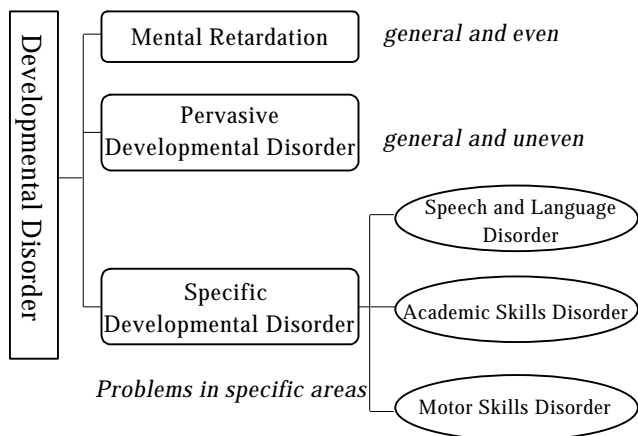 Developmental Disorder
Mental Retardation
general and even
Pervasive
Developmental Disorder
general and uneven
Specific
Developmental Disorder
Problems in specific areas
Speech and Language
Disorder
Academic Skills Disorder
Motor Skills Disorder